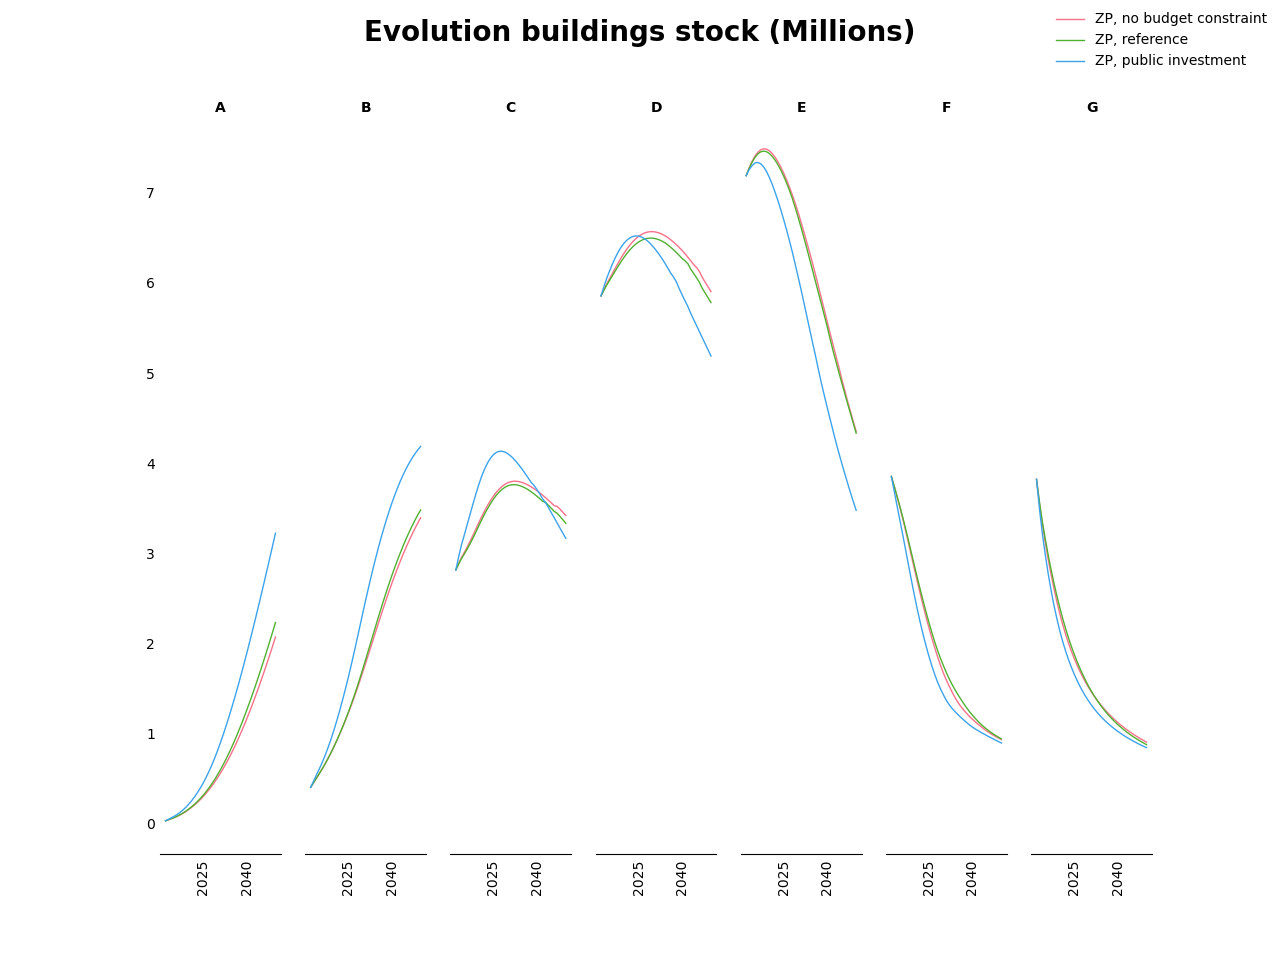 Evolution buildings stock (Millions)
ZP, no budget constraint
ZP, reference
ZP, public investment
A B C D E F G
7
6
5
4
3
2
1
0
2025 2040 2025 2040 2025 2040 2025 2040 2025 2040 2025 2040 2025 2040